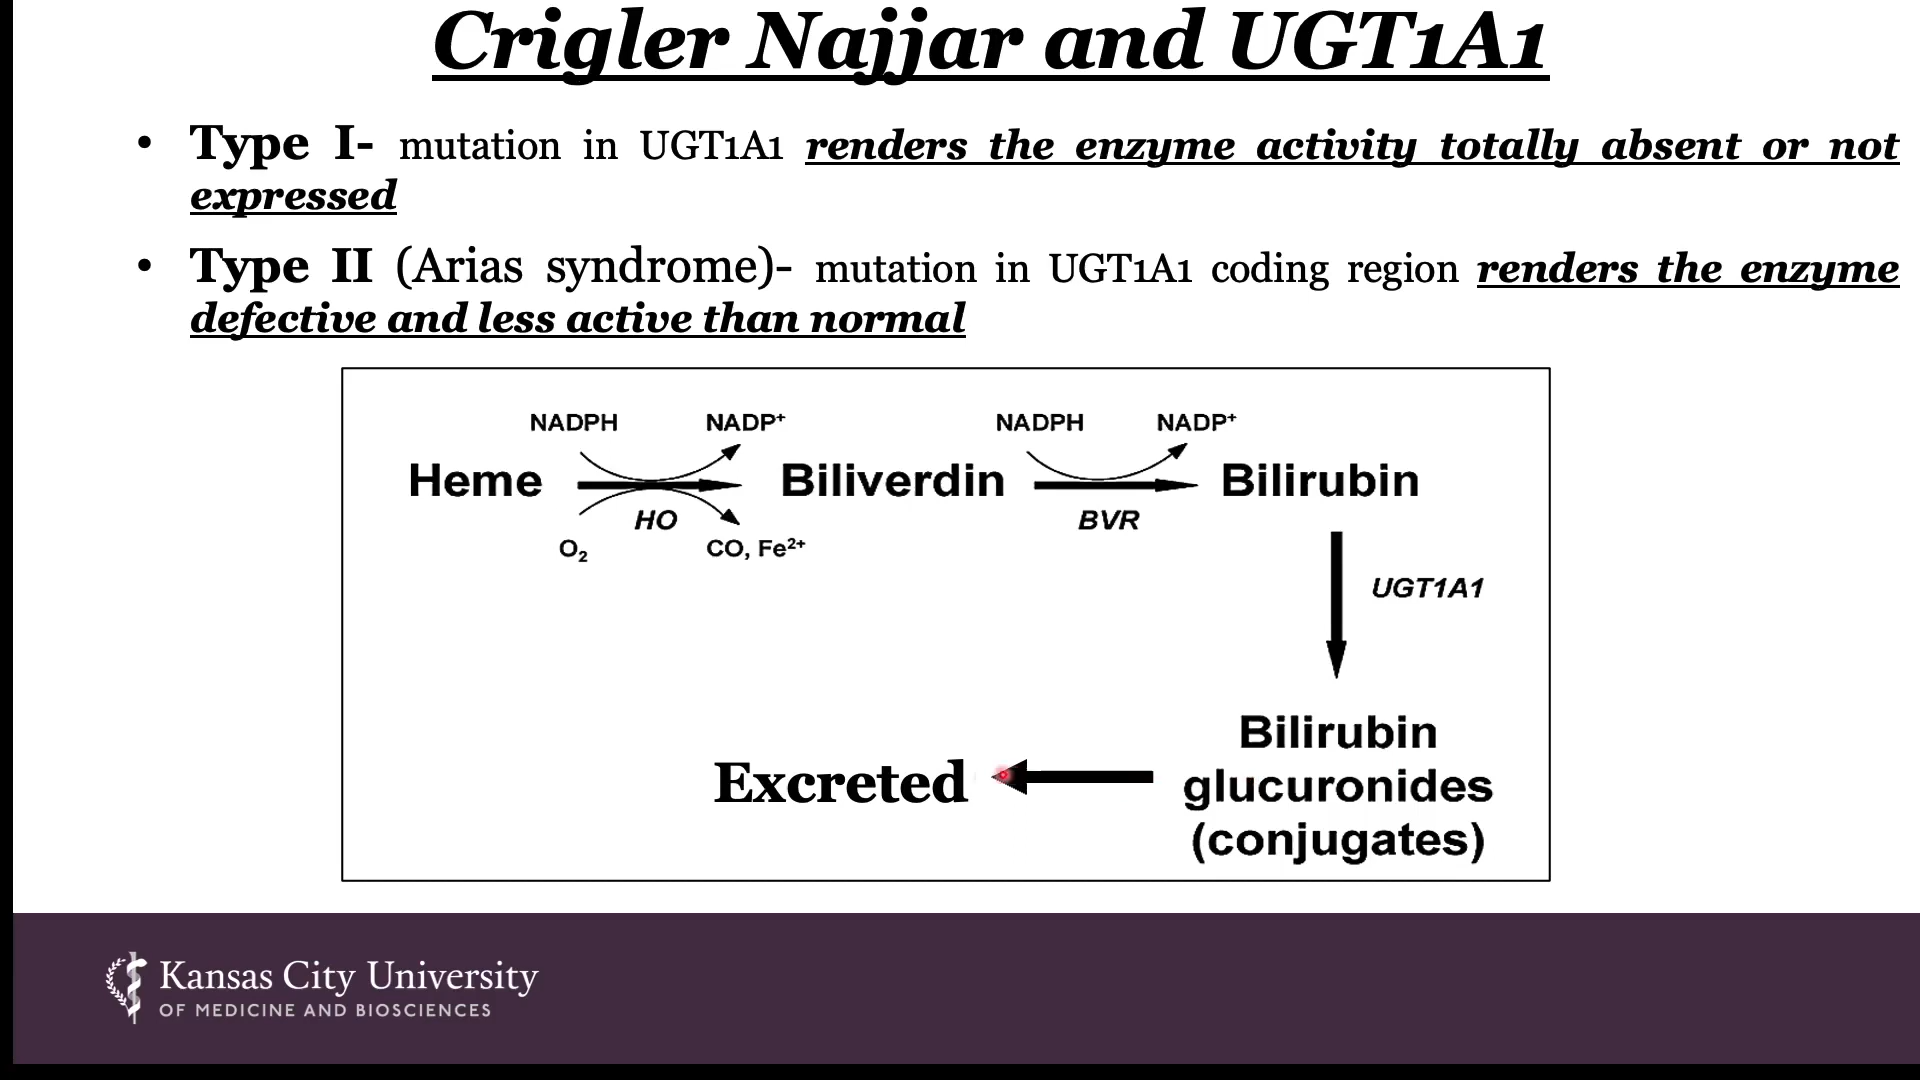 Crigler Najjar and UGT1A1
• Type I- mutation in UGT1A1 renders the enzyme activity totally absent or not
expressed
• Type II (Arias syndrome)- mutation in UGT1A1 coding region renders the enzyme
defective and less active than normal
NADPH NADP⁺ NADPH NADP⁺
Heme Biliverdin Bilirubin
HO BVR
O₂ CO, Fe²⁺
UGT1A1
Bilirubin
glucuronides
(conjugates)
Excreted
Kansas City University
OF MEDICINE AND BIOSCIENCES